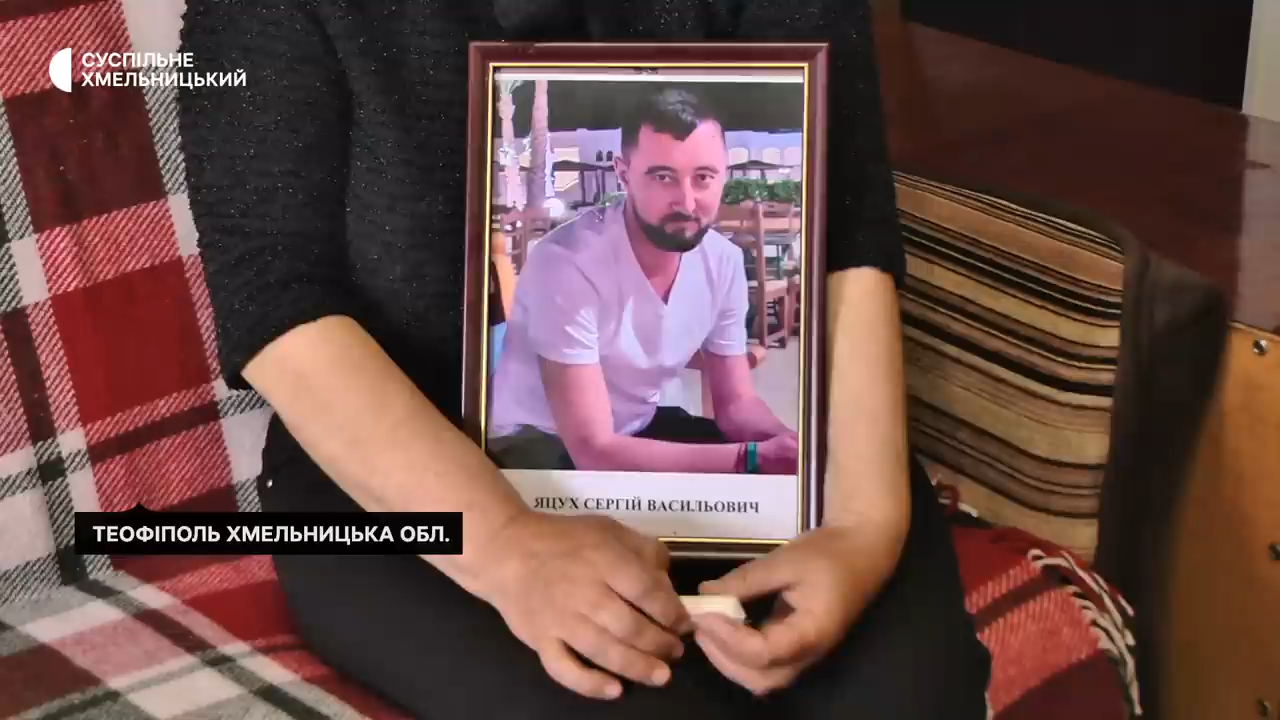 СУСПІЛЬНЕ
ХМЕЛЬНИЦЬКИЙ
ЯЦУХ СЕРГІЙ ВАСИЛЬОВИЧ
ТЕОФІПОЛЬ ХМЕЛЬНИЦЬКА ОБЛ.